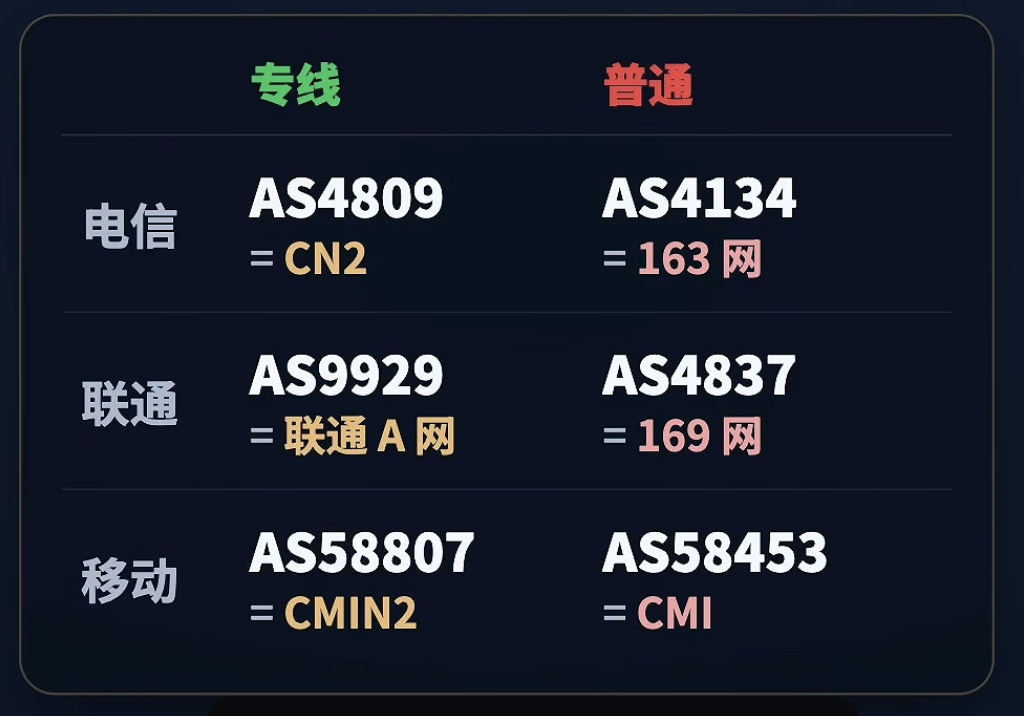 专线 普通
电信
AS4809 AS4134
= CN2 = 163 网
联通
AS9929 AS4837
= 联通 A 网 = 169 网
移动
AS58807 AS58453
= CMIN2 = CMI